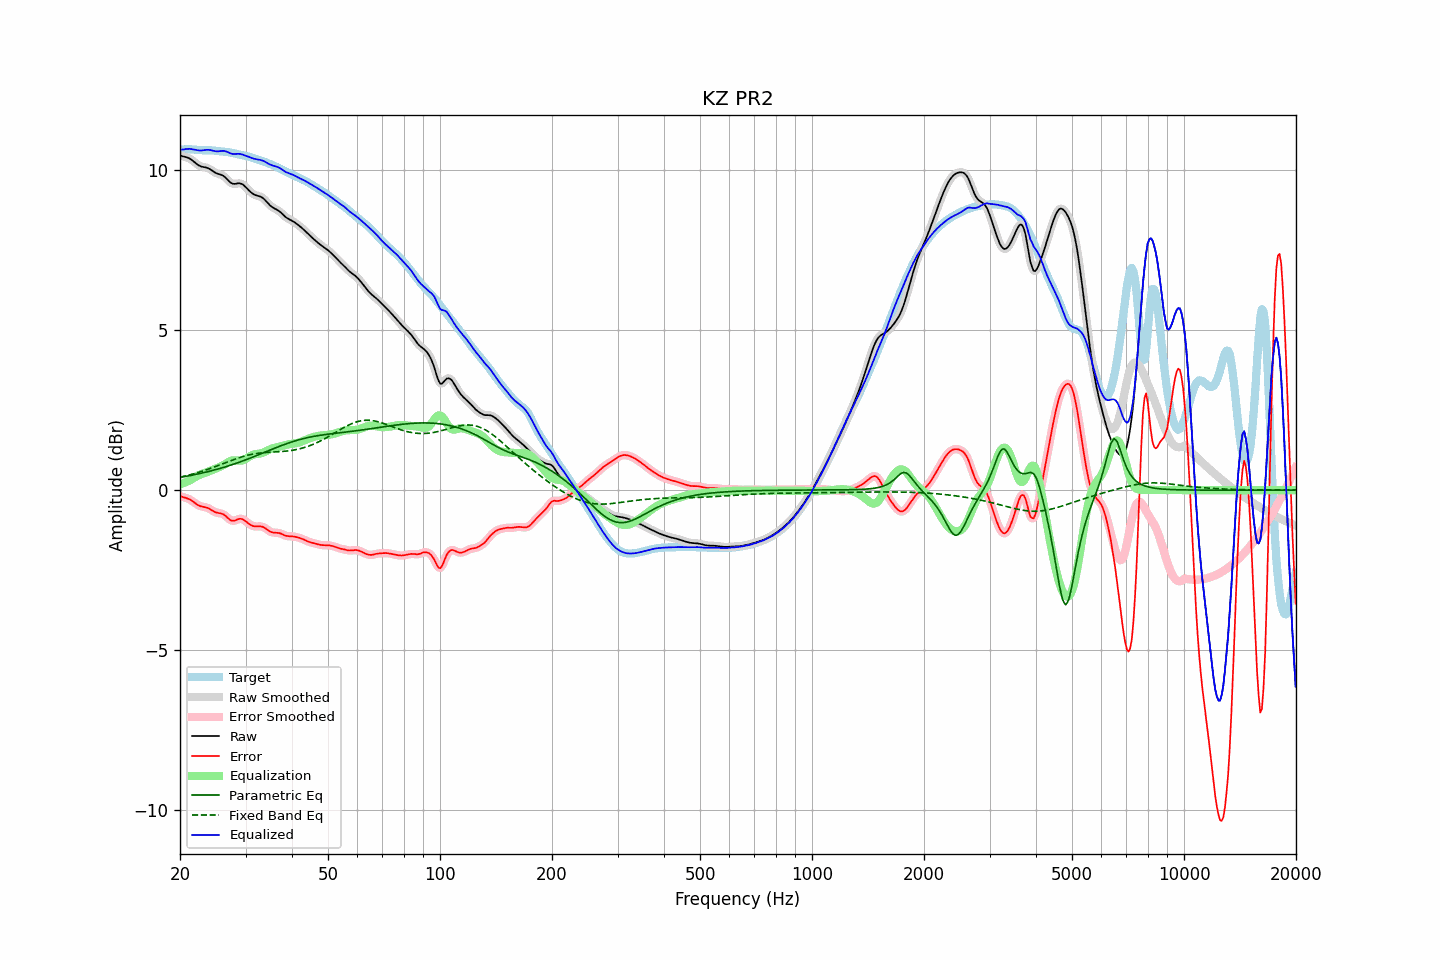 KZ PR2
Amplitude (dBr)
10
5
0
−5
−10
Target
Raw Smoothed
Error Smoothed
Raw
Error
Equalization
Parametric Eq
Fixed Band Eq
Equalized
20 50 100 200 500 1000 2000 5000 10000 20000
Frequency (Hz)